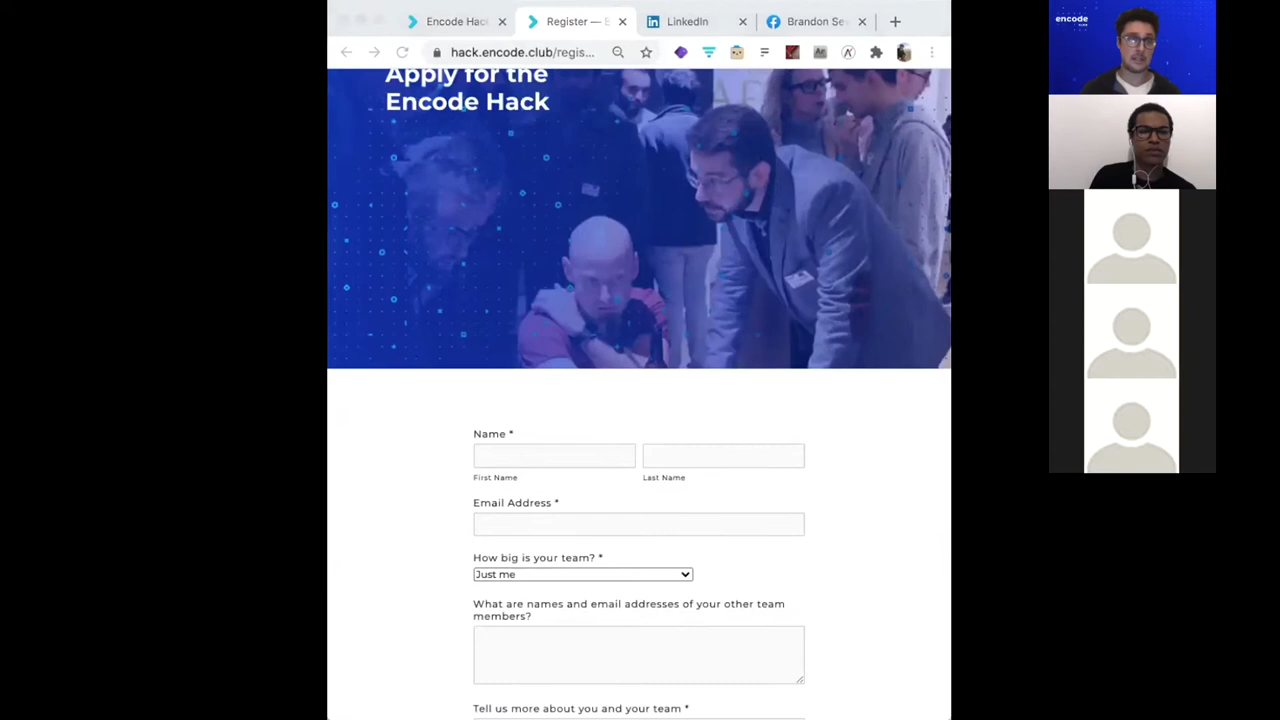 Encode Hac
Register — E
LinkedIn
Brandon Se
hack.encode.club/regis...
Apply for the
Encode Hack
encode
CLUB
Name *
First Name
Last Name
Email Address *
How big is your team? *
Just me
What are names and email addresses of your other team
members?
Tell us more about you and your team *